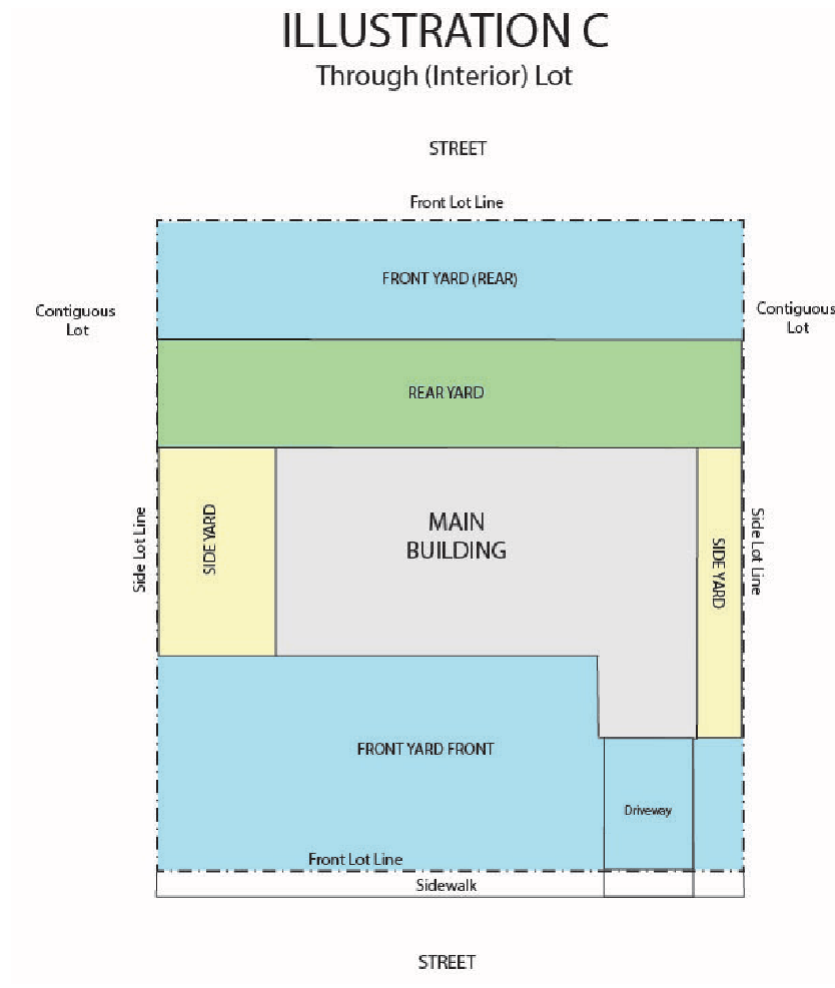 ILLUSTRATION C
Through (Interior) Lot
STREET
Front Lot Line
FRONT YARD (REAR)
Contiguous
Lot
Contiguous
Lot
REAR YARD
Side Lot Line
SIDE YARD
MAIN
BUILDING
SIDE YARD
Side Lot Line
FRONT YARD FRONT
Driveway
Front Lot Line
Sidewalk
STREET